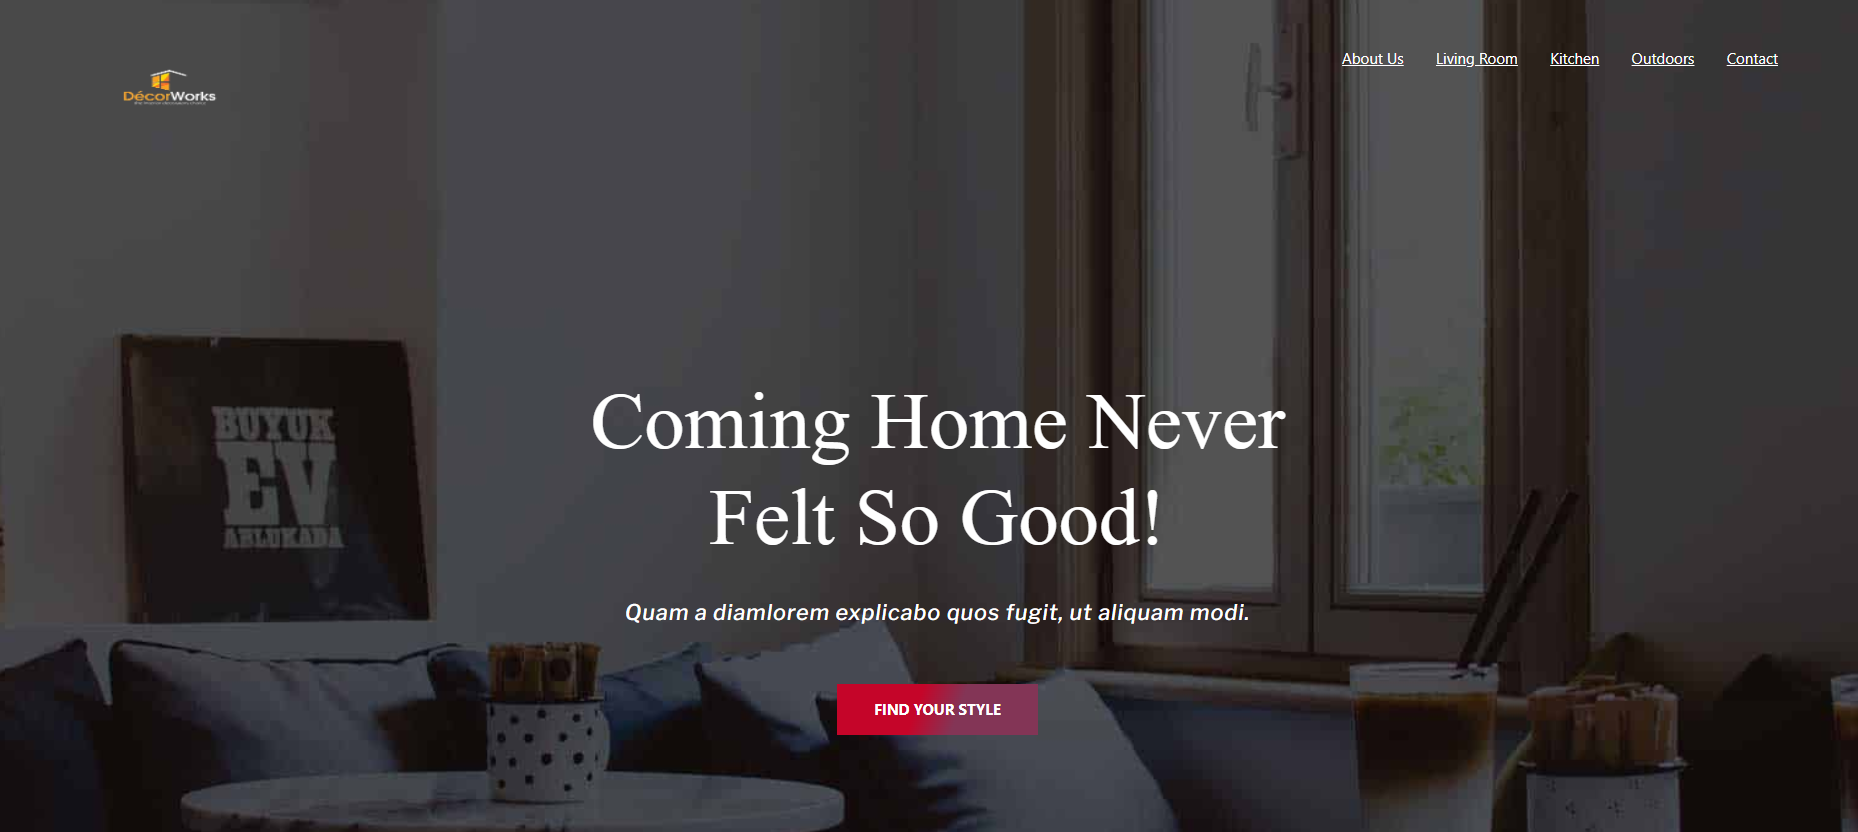 About Us Living Room Kitchen Outdoors Contact
DécorWorks
BUYUK
EV
ABLUKADA
Coming Home Never
Felt So Good!
Quam a diamlorem explicabo quos fugit, ut aliquam modi.
FIND YOUR STYLE